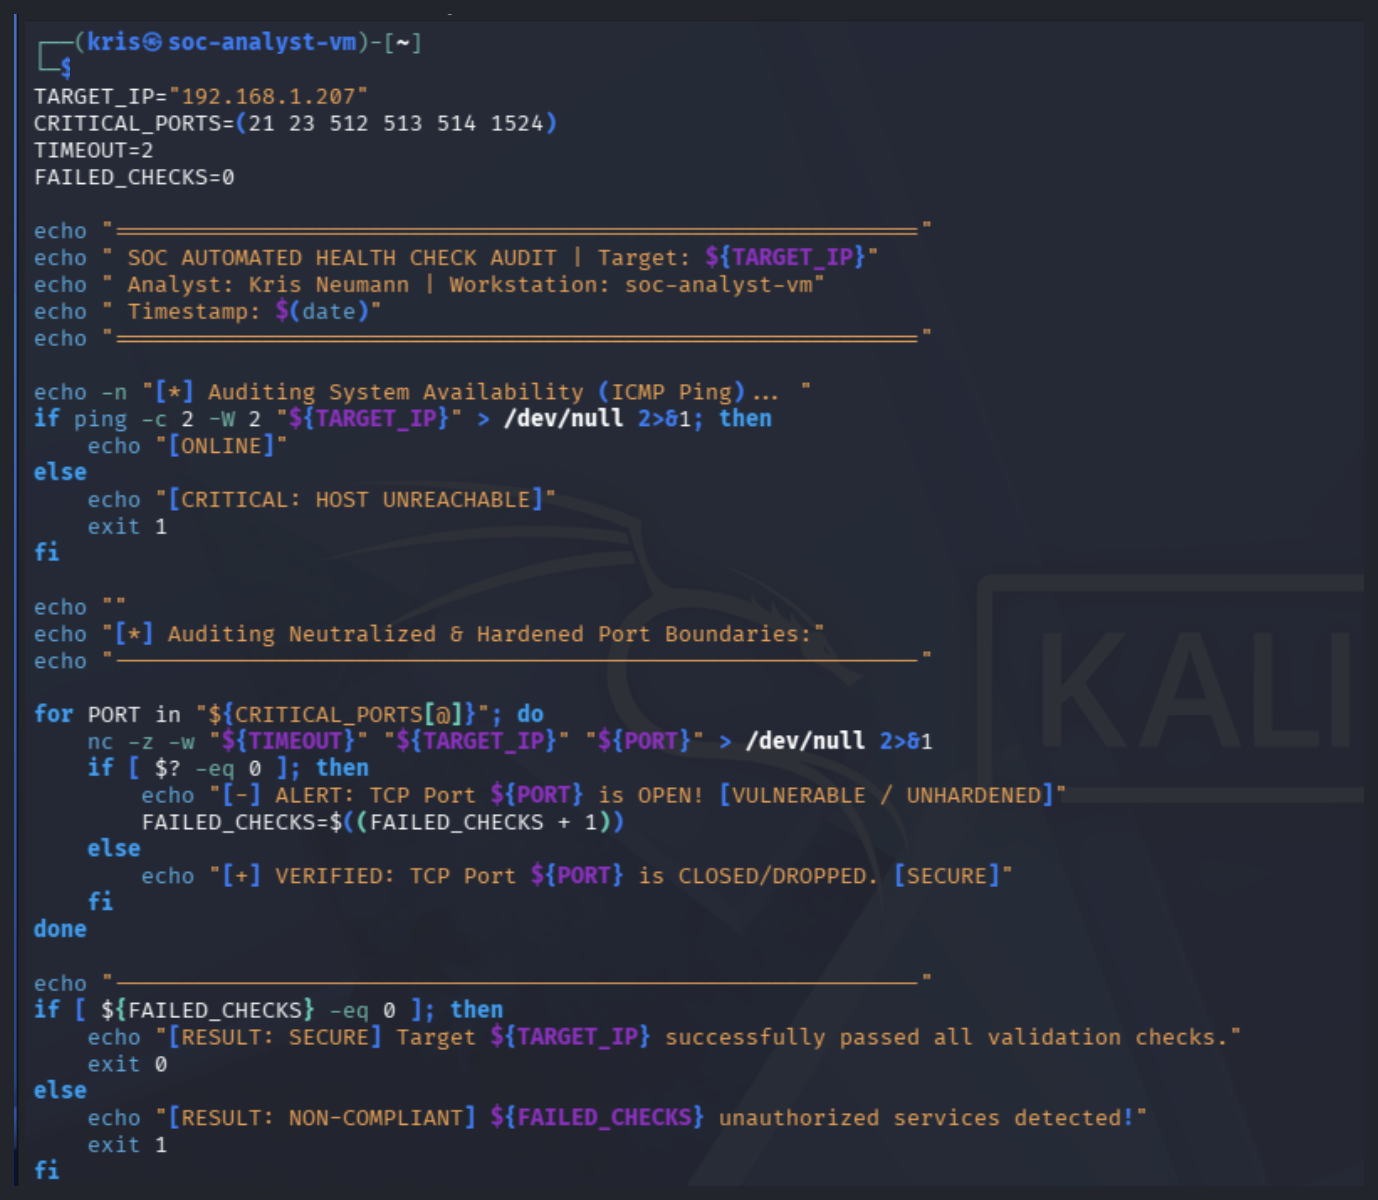 ┌──(kris㉿soc-analyst-vm)-[~]
└─$
TARGET_IP="192.168.1.207"
CRITICAL_PORTS=(21 23 512 513 514 1524)
TIMEOUT=2
FAILED_CHECKS=0

echo "============================================================"
echo " SOC AUTOMATED HEALTH CHECK AUDIT | Target: ${TARGET_IP}"
echo " Analyst: Kris Neumann | Workstation: soc-analyst-vm"
echo " Timestamp: $(date)"
echo "============================================================"

echo -n "[*] Auditing System Availability (ICMP Ping)... "
if ping -c 2 -W 2 "${TARGET_IP}" > /dev/null 2>&1; then
    echo "[ONLINE]"
else
    echo "[CRITICAL: HOST UNREACHABLE]"
    exit 1
fi

echo ""
echo "[*] Auditing Neutralized & Hardened Port Boundaries:"
echo "------------------------------------------------------------"

for PORT in "${CRITICAL_PORTS[@]}"; do
    nc -z -w "${TIMEOUT}" "${TARGET_IP}" "${PORT}" > /dev/null 2>&1
    if [ $? -eq 0 ]; then
        echo "[-] ALERT: TCP Port ${PORT} is OPEN! [VULNERABLE / UNHARDENED]"
        FAILED_CHECKS=$((FAILED_CHECKS + 1))
    else
        echo "[+] VERIFIED: TCP Port ${PORT} is CLOSED/DROPPED. [SECURE]"
    fi
done

echo "------------------------------------------------------------"
if [ ${FAILED_CHECKS} -eq 0 ]; then
    echo "[RESULT: SECURE] Target ${TARGET_IP} successfully passed all validation checks."
    exit 0
else
    echo "[RESULT: NON-COMPLIANT] ${FAILED_CHECKS} unauthorized services detected!"
    exit 1
fi
KALI